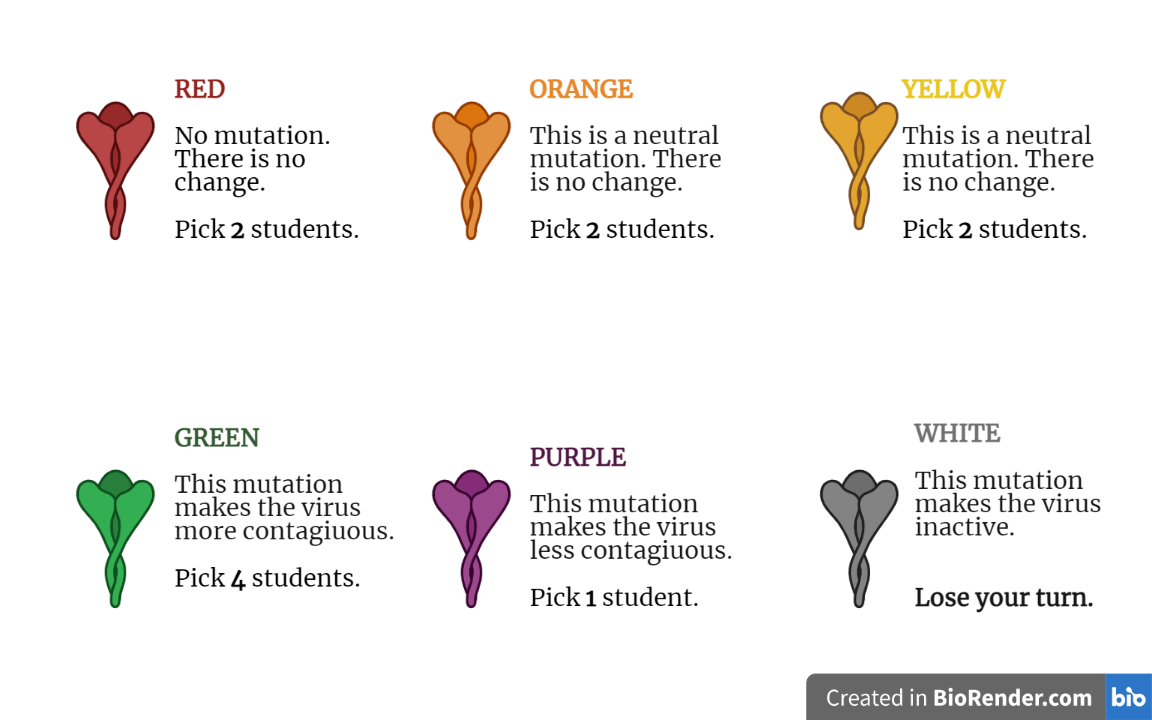 RED
No mutation.
There is no
change.
Pick 2 students.
ORANGE
This is a neutral
mutation. There
is no change.
Pick 2 students.
YELLOW
This is a neutral
mutation. There
is no change.
Pick 2 students.
GREEN
This mutation
makes the virus
more contagiuous.
Pick 4 students.
PURPLE
This mutation
makes the virus
less contagiuous.
Pick 1 student.
WHITE
This mutation
makes the virus
inactive.
Lose your turn.
Created in BioRender.com bio